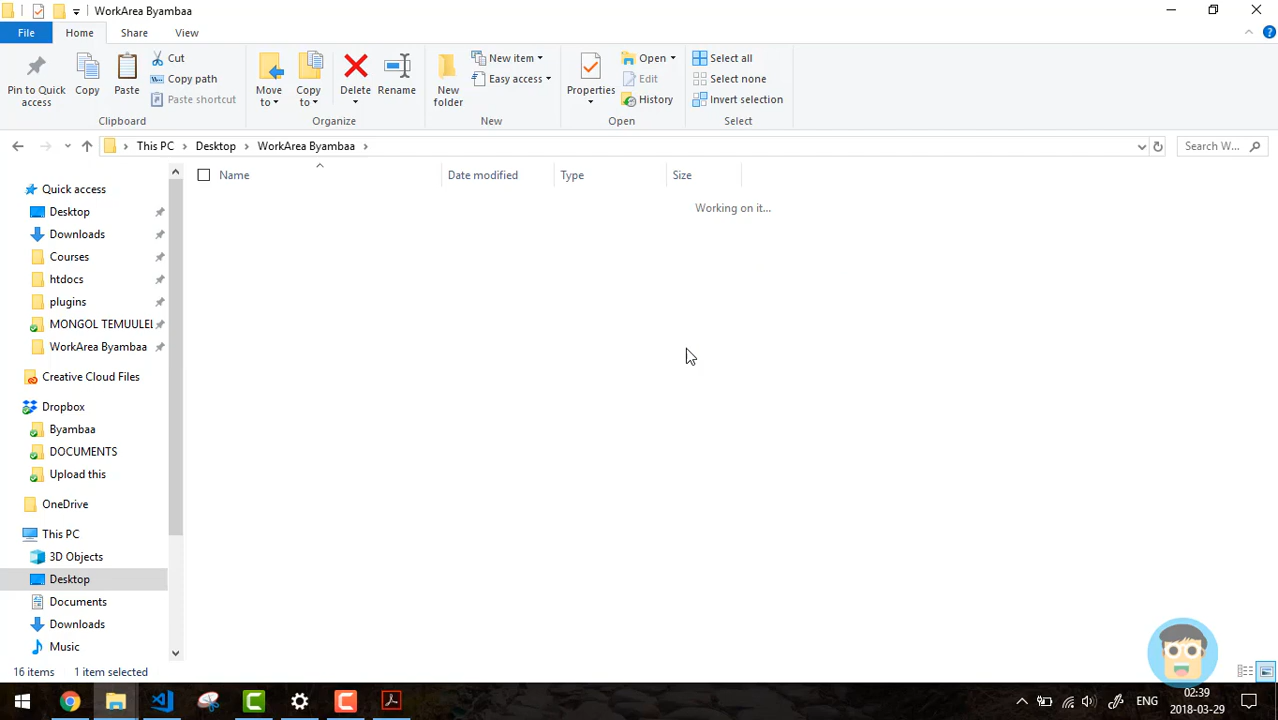 WorkArea Byambaa
File
Home
Share
View
Pin to Quick access
Copy
Paste
Cut
Copy path
Paste shortcut
Clipboard
Move to
Copy to
Delete
Rename
Organize
New folder
New item
Easy access
New
Properties
Open
Edit
History
Open
Select all
Select none
Invert selection
Select
This PC
Desktop
WorkArea Byambaa
Search W...
Name
Date modified
Type
Size
Working on it...
Quick access
Desktop
Downloads
Courses
htdocs
plugins
MONGOL TEMUULEI
WorkArea Byambaa
Creative Cloud Files
Dropbox
Byambaa
DOCUMENTS
Upload this
OneDrive
This PC
3D Objects
Desktop
Documents
Downloads
Music
16 items
1 item selected
ENG
02:39
2018-03-29